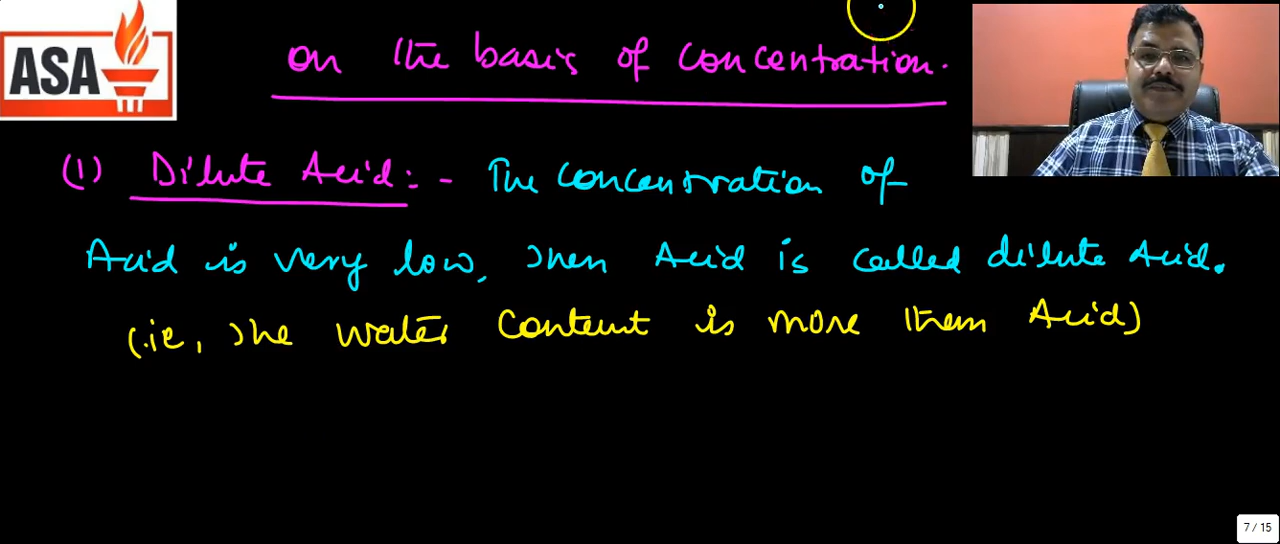 ASA
on the basis of concentration.
(1) Dilute Acid:- The concentration of
Acid is very low, then Acid is called dilute Acid.
(ie, the water content is more them Acid)
7 / 15